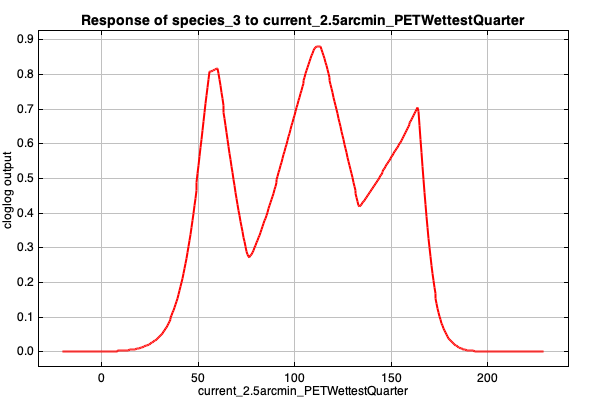 Response of species_3 to current_2.5arcmin_PETWettestQuarter
0.9
0.8
0.7
0.6
0.5
0.4
0.3
0.2
0.1
0.0
cloglog output
0 50 100 150 200
current_2.5arcmin_PETWettestQuarter